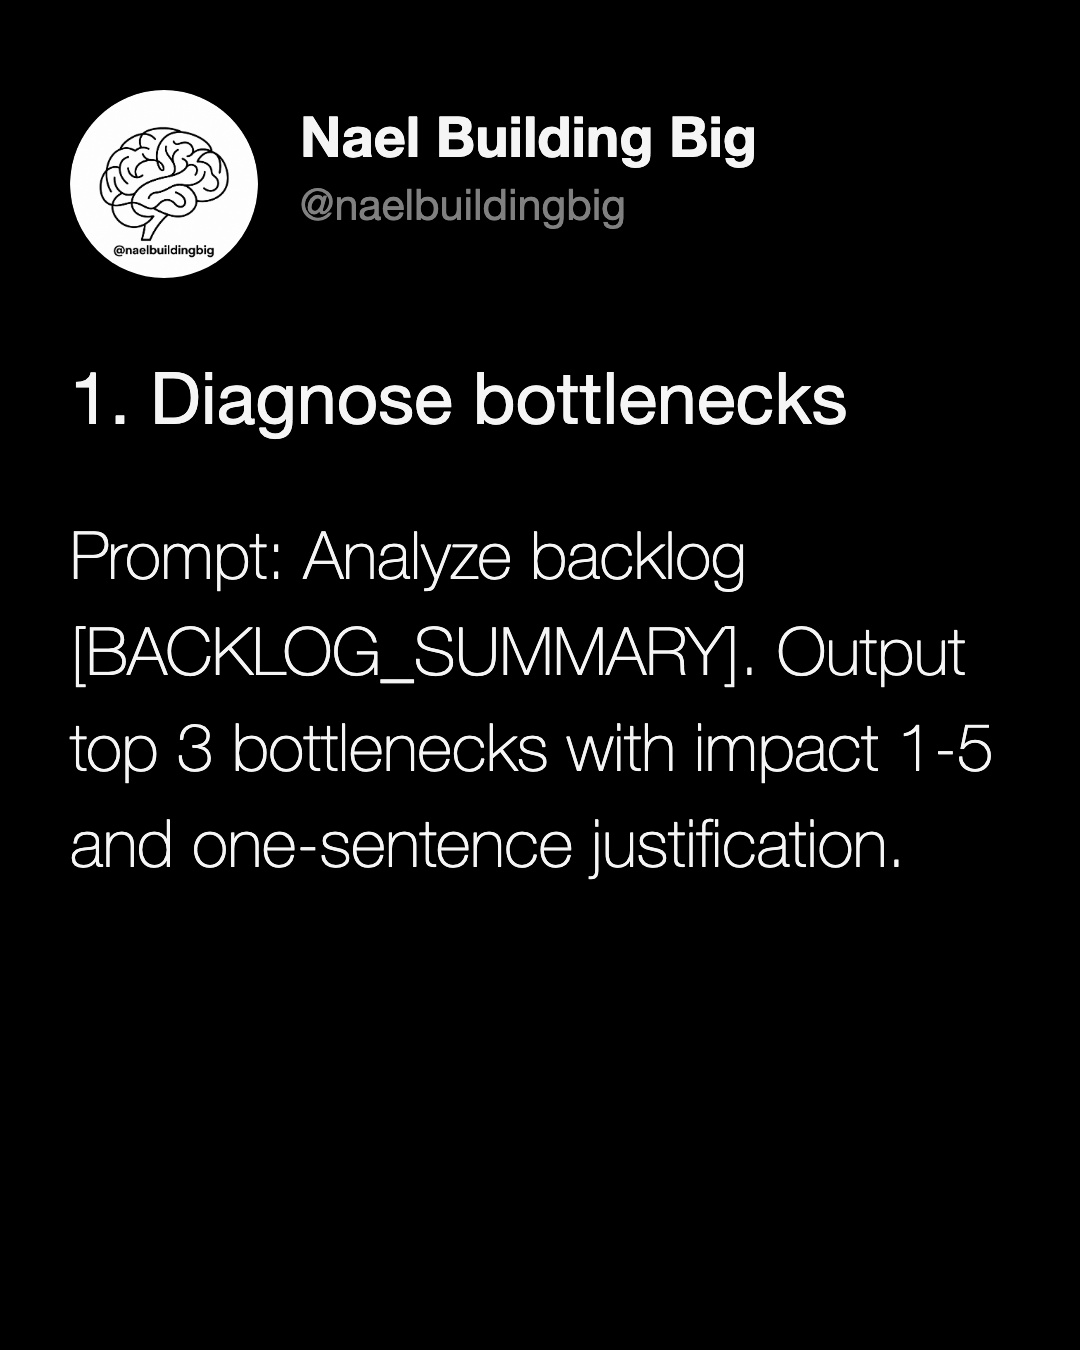 Nael Building Big
@naelbuildingbig
@naelbuildingbig
1. Diagnose bottlenecks
Prompt: Analyze backlog
[BACKLOG_SUMMARY]. Output
top 3 bottlenecks with impact 1-5
and one-sentence justification.